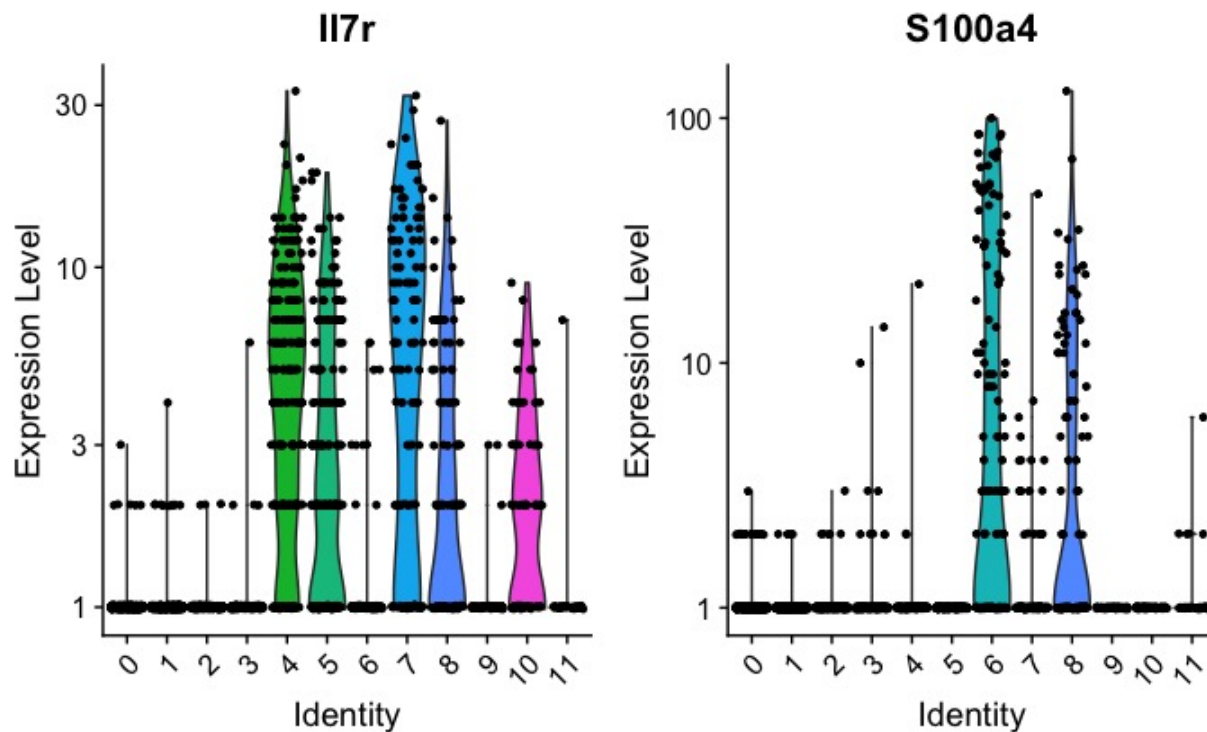 Il7r
Expression Level
30
10
3
1
0 1 2 3 4 5 6 7 8 9 10 11
Identity
S100a4
Expression Level
100
10
1
0 1 2 3 4 5 6 7 8 9 10 11
Identity